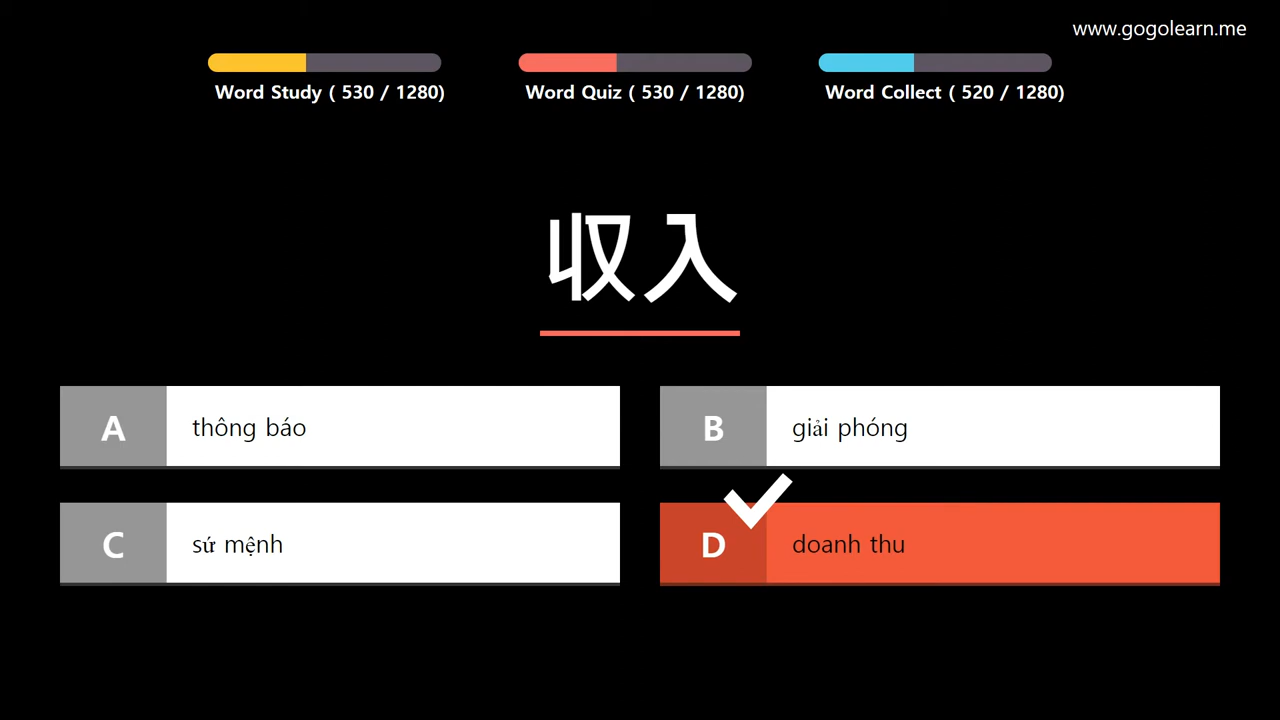 www.gogolearn.me
Word Study ( 530 / 1280)
Word Quiz ( 530 / 1280)
Word Collect ( 520 / 1280)
収入
A thông báo
B giải phóng
C sứ mệnh
D doanh thu